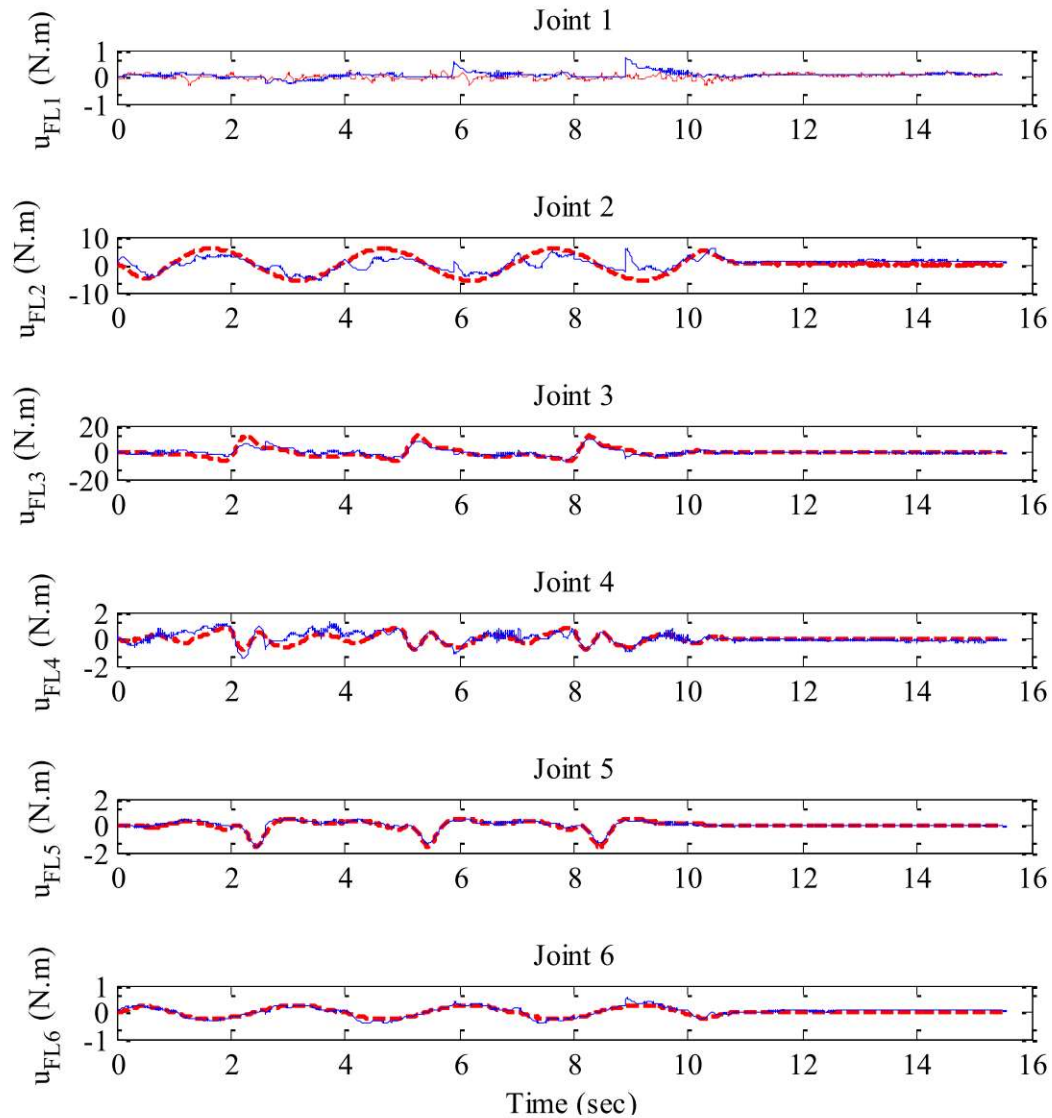 Joint 1
u_FL1 (N.m)
1
0
-1
0 2 4 6 8 10 12 14 16
Joint 2
u_FL2 (N.m)
10
0
-10
0 2 4 6 8 10 12 14 16
Joint 3
u_FL3 (N.m)
20
0
-20
0 2 4 6 8 10 12 14 16
Joint 4
u_FL4 (N.m)
2
0
-2
0 2 4 6 8 10 12 14 16
Joint 5
u_FL5 (N.m)
2
0
-2
0 2 4 6 8 10 12 14 16
Joint 6
u_FL6 (N.m)
1
0
-1
0 2 4 6 8 10 12 14 16
Time (sec)